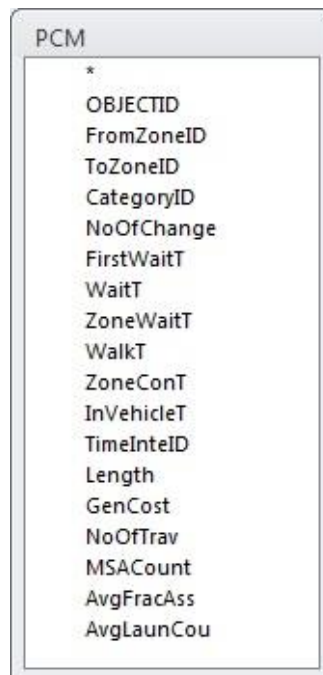 PCM
*
OBJECTID
FromZoneID
ToZoneID
CategoryID
NoOfChange
FirstWaitT
WaitT
ZoneWaitT
WalkT
ZoneConT
InVehicleT
TimeInteID
Length
GenCost
NoOfTrav
MSACount
AvgFracAss
AvgLaunCou